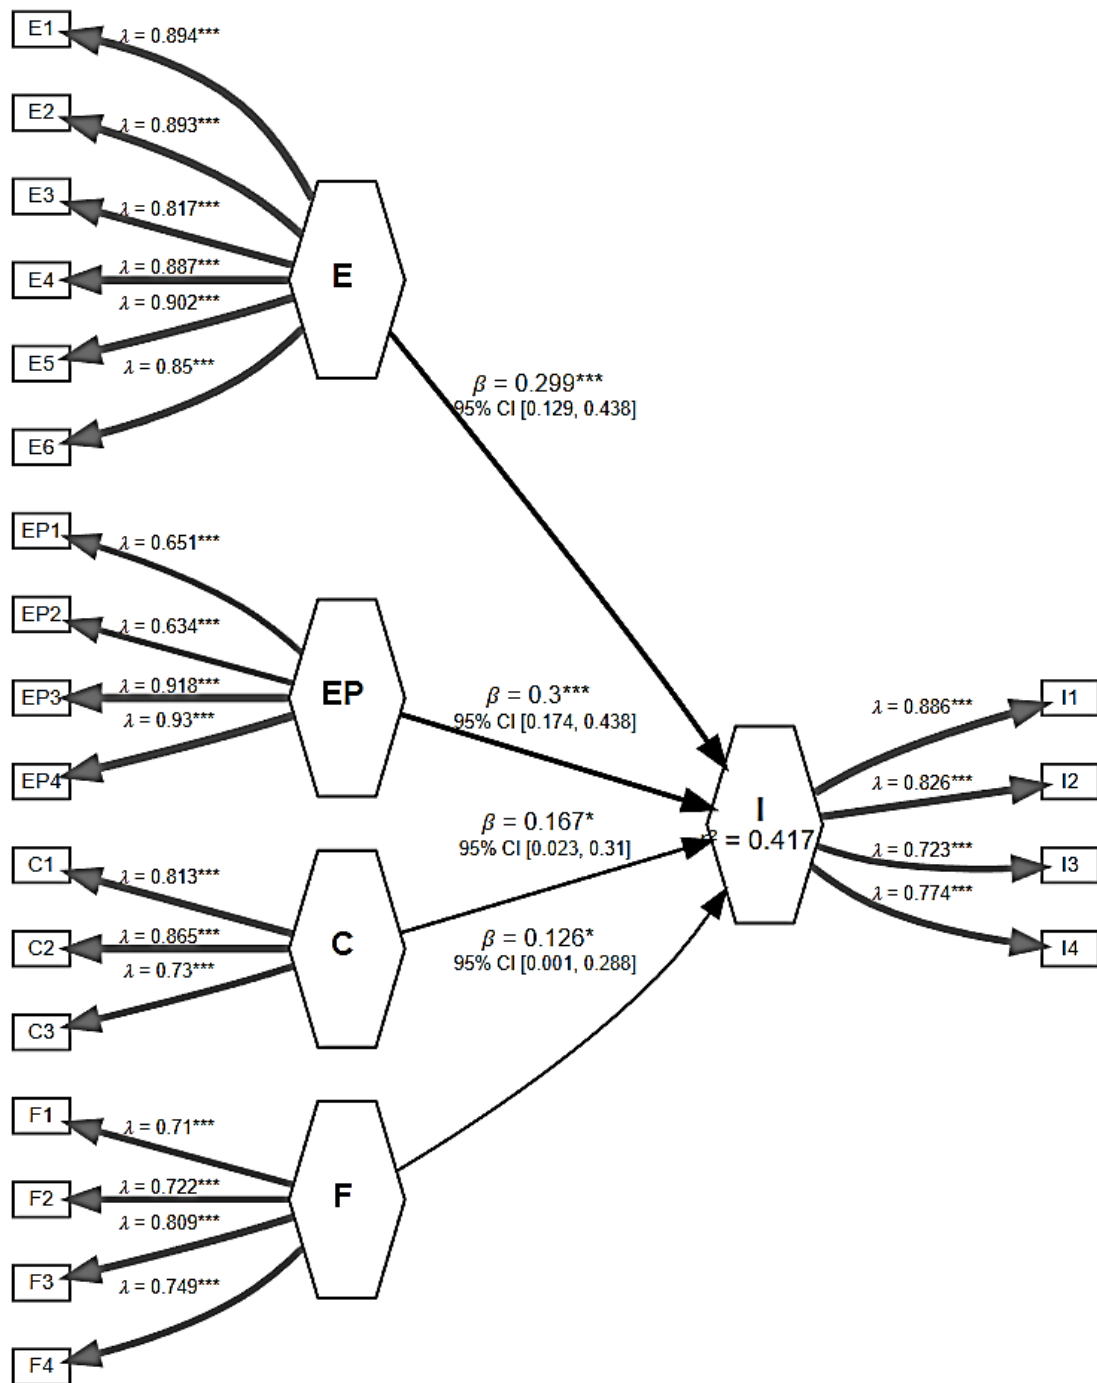 E1
λ = 0.894***
E2
λ = 0.893***
E3
λ = 0.817***
E4
λ = 0.887***
λ = 0.902***
E5
λ = 0.85***
E6
E
β = 0.299***
95% CI [0.129, 0.438]
EP1
λ = 0.651***
EP2
λ = 0.634***
EP3
λ = 0.918***
λ = 0.93***
EP4
EP
β = 0.3***
95% CI [0.174, 0.438]
C1
λ = 0.813***
C2
λ = 0.865***
λ = 0.73***
C3
C
β = 0.167*
95% CI [0.023, 0.31]
F1
λ = 0.71***
F2
λ = 0.722***
λ = 0.809***
F3
λ = 0.749***
F4
F
β = 0.126*
95% CI [0.001, 0.288]
I
r² = 0.417
λ = 0.886***
I1
λ = 0.826***
I2
λ = 0.723***
I3
λ = 0.774***
I4